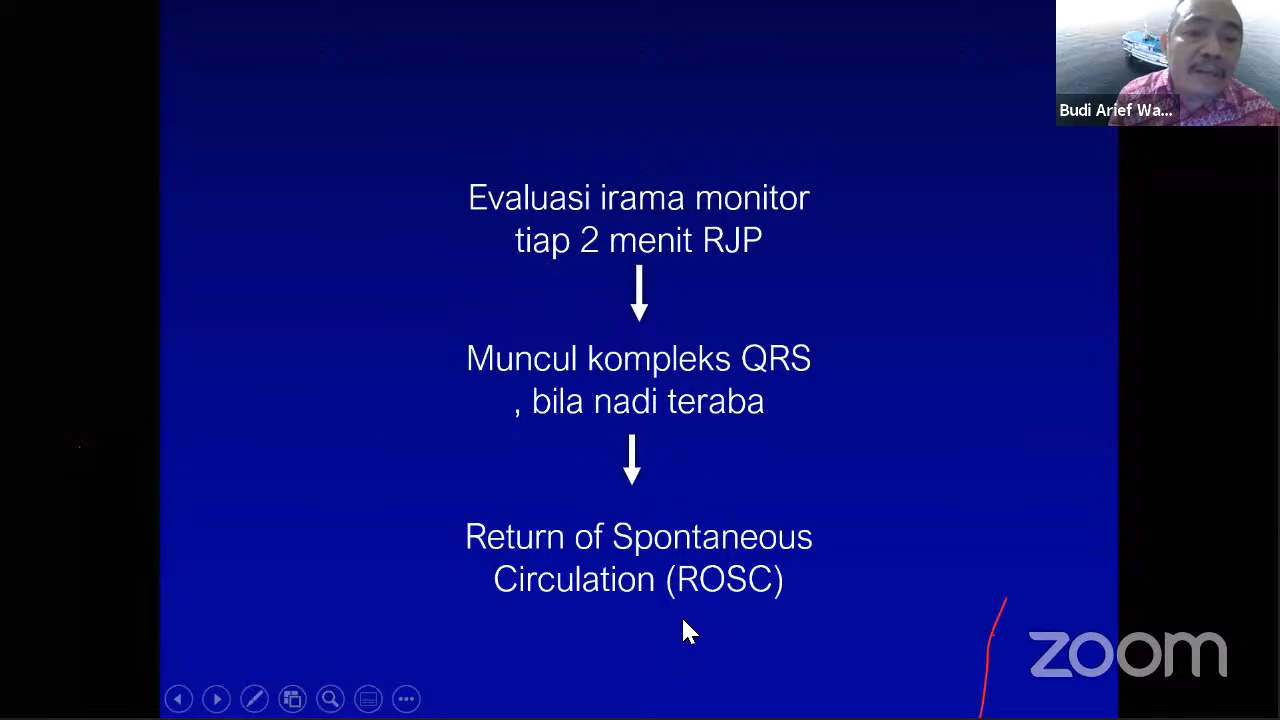 Budi Arief Wa...
Evaluasi irama monitor
tiap 2 menit RJP
Muncul kompleks QRS
, bila nadi teraba
Return of Spontaneous
Circulation (ROSC)
zoom